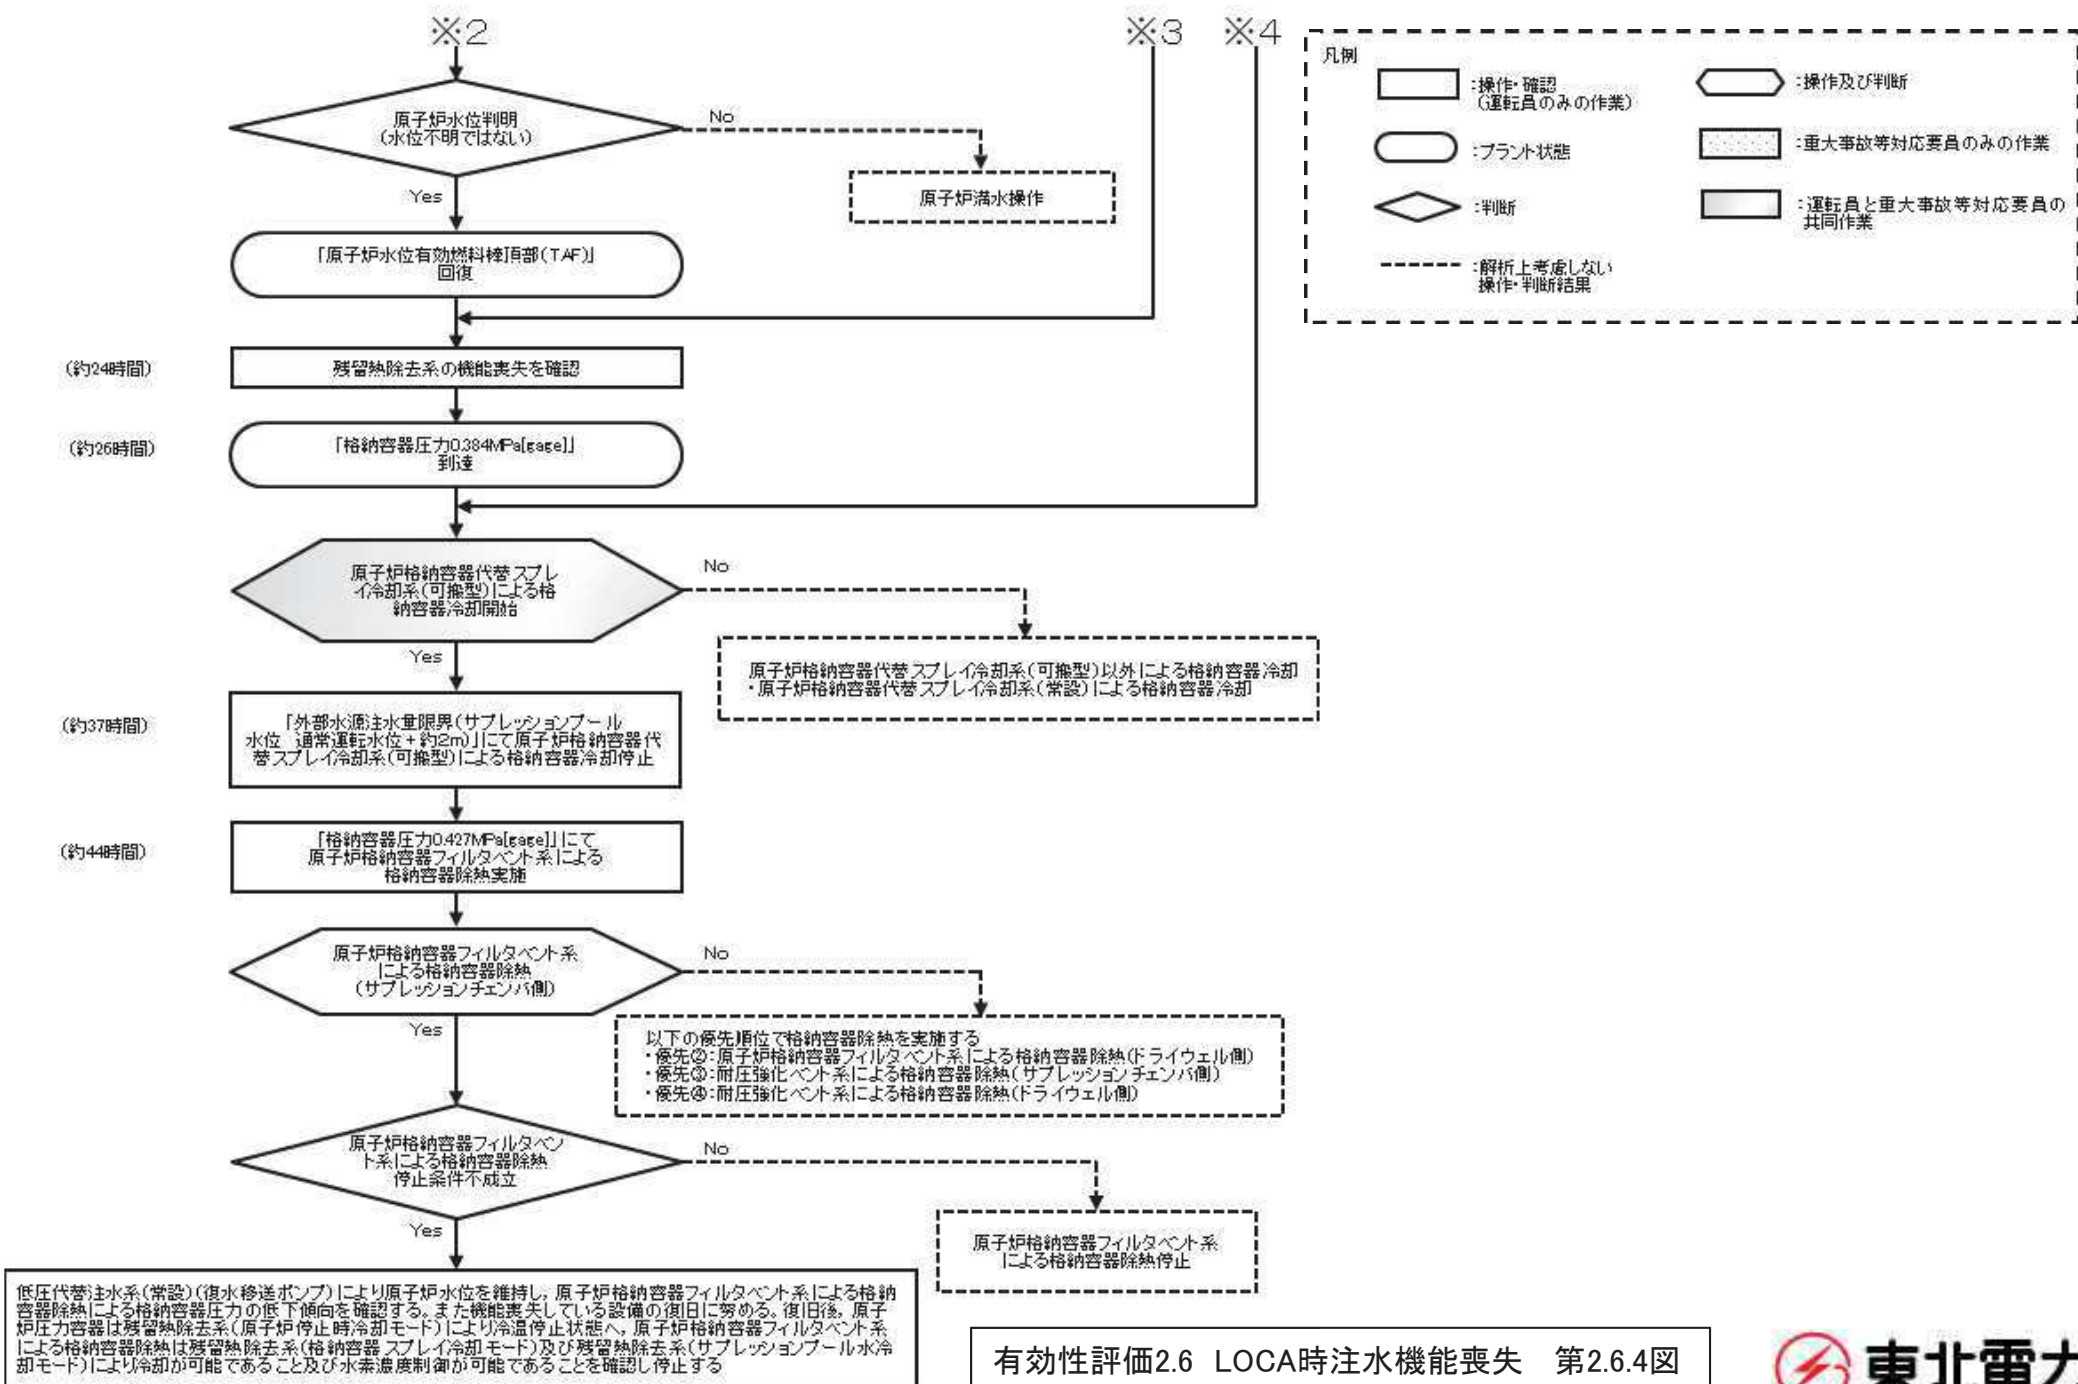 ※2
※3
※4
凡例
:操作・確認
(運転員のみの作業)
:操作及び判断
:プラント状態
:重大事故等対応要員のみの作業
:判断
:運転員と重大事故等対応要員の
共同作業
:解析上考慮しない
操作・判断結果
原子炉水位判明
(水位不明ではない)
No
原子炉満水操作
Yes
「原子炉水位有効燃料棒頂部(TAF)」
回復
(約24時間)
残留熱除去系の機能喪失を確認
(約26時間)
「格納容器圧力0.384MPa[gage]」
到達
原子炉格納容器代替スプレ
イ冷却系(可搬型)による格
納容器冷却開始
No
原子炉格納容器代替スプレイ冷却系(可搬型)以外による格納容器冷却
・原子炉格納容器代替スプレイ冷却系(常設)による格納容器冷却
Yes
(約37時間)
「外部水源注水量限界(サプレッションプール
水位 通常運転水位+約2m)」にて原子炉格納容器代
替スプレイ冷却系(可搬型)による格納容器冷却停止
(約44時間)
「格納容器圧力0.427MPa[gage]」にて
原子炉格納容器フィルタベント系による
格納容器除熱実施
原子炉格納容器フィルタベント系
による格納容器除熱
(サプレッションチェンバ側)
No
以下の優先順位で格納容器除熱を実施する
・優先②:原子炉格納容器フィルタベント系による格納容器除熱(ドライウェル側)
・優先③:耐圧強化ベント系による格納容器除熱(サプレッションチェンバ側)
・優先④:耐圧強化ベント系による格納容器除熱(ドライウェル側)
Yes
原子炉格納容器フィルタベン
ト系による格納容器除熱
停止条件不成立
No
原子炉格納容器フィルタベント系
による格納容器除熱停止
Yes
低圧代替注水系(常設)(復水移送ポンプ)により原子炉水位を維持し、原子炉格納容器フィルタベント系による格納
容器除熱による格納容器圧力の低下傾向を確認する。また機能喪失している設備の復旧に努める。復旧後、原子
炉圧力容器は残留熱除去系(原子炉停止時冷却モード)により冷温停止状態へ、原子炉格納容器フィルタベント系
による格納容器除熱は残留熱除去系(格納容器スプレイ冷却モード)及び残留熱除去系(サプレッションプール水冷
却モード)により冷却が可能であること及び水素濃度制御が可能であることを確認し停止する
有効性評価2.6 LOCA時注水機能喪失 第2.6.4図
東北電力